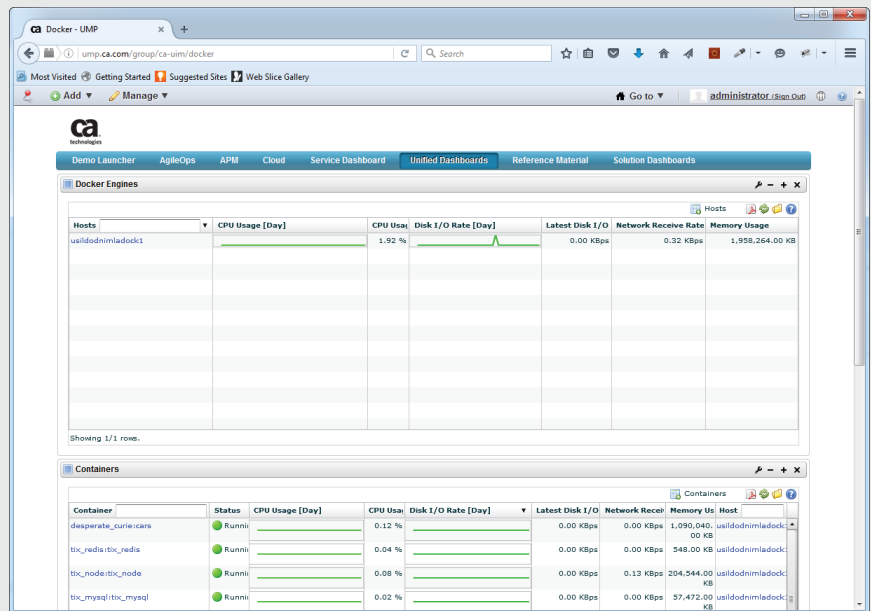 Docker - UMP
ump.ca.com/group/ca-uim/docker
Search
Most Visited Getting Started Suggested Sites Web Slice Gallery
Add Manage Go to administrator (Sign Out)
ca
technologies
Demo Launcher AgileOps APM Cloud Service Dashboard Unified Dashboards Reference Material Solution Dashboards
Docker Engines
Hosts
Hosts CPU Usage [Day] CPU Usag Disk I/O Rate [Day] Latest Disk I/O Network Receive Rate Memory Usage
usildodnimladock1 1.92 % 0.00 KBps 0.32 KBps 1,958,264.00 KB
Showing 1/1 rows.
Containers
Containers
Container Status CPU Usage [Day] CPU Usag Disk I/O Rate [Day] Latest Disk I/O Network Recei Memory Us Host
desperate_curie:cars Runni 0.12 % 0.00 KBps 0.00 KBps 1,090,040. usildodnimladock
00 KB
tix_redis:tix_redis Runni 0.04 % 0.00 KBps 0.00 KBps 548.00 KB usildodnimladock
tix_node:tix_node Runni 0.08 % 0.00 KBps 0.13 KBps 204,544.00 usildodnimladock
KB
tix_mysql:tix_mysql Runni 0.02 % 0.00 KBps 0.00 KBps 57,472.00 usildodnimladock
KB